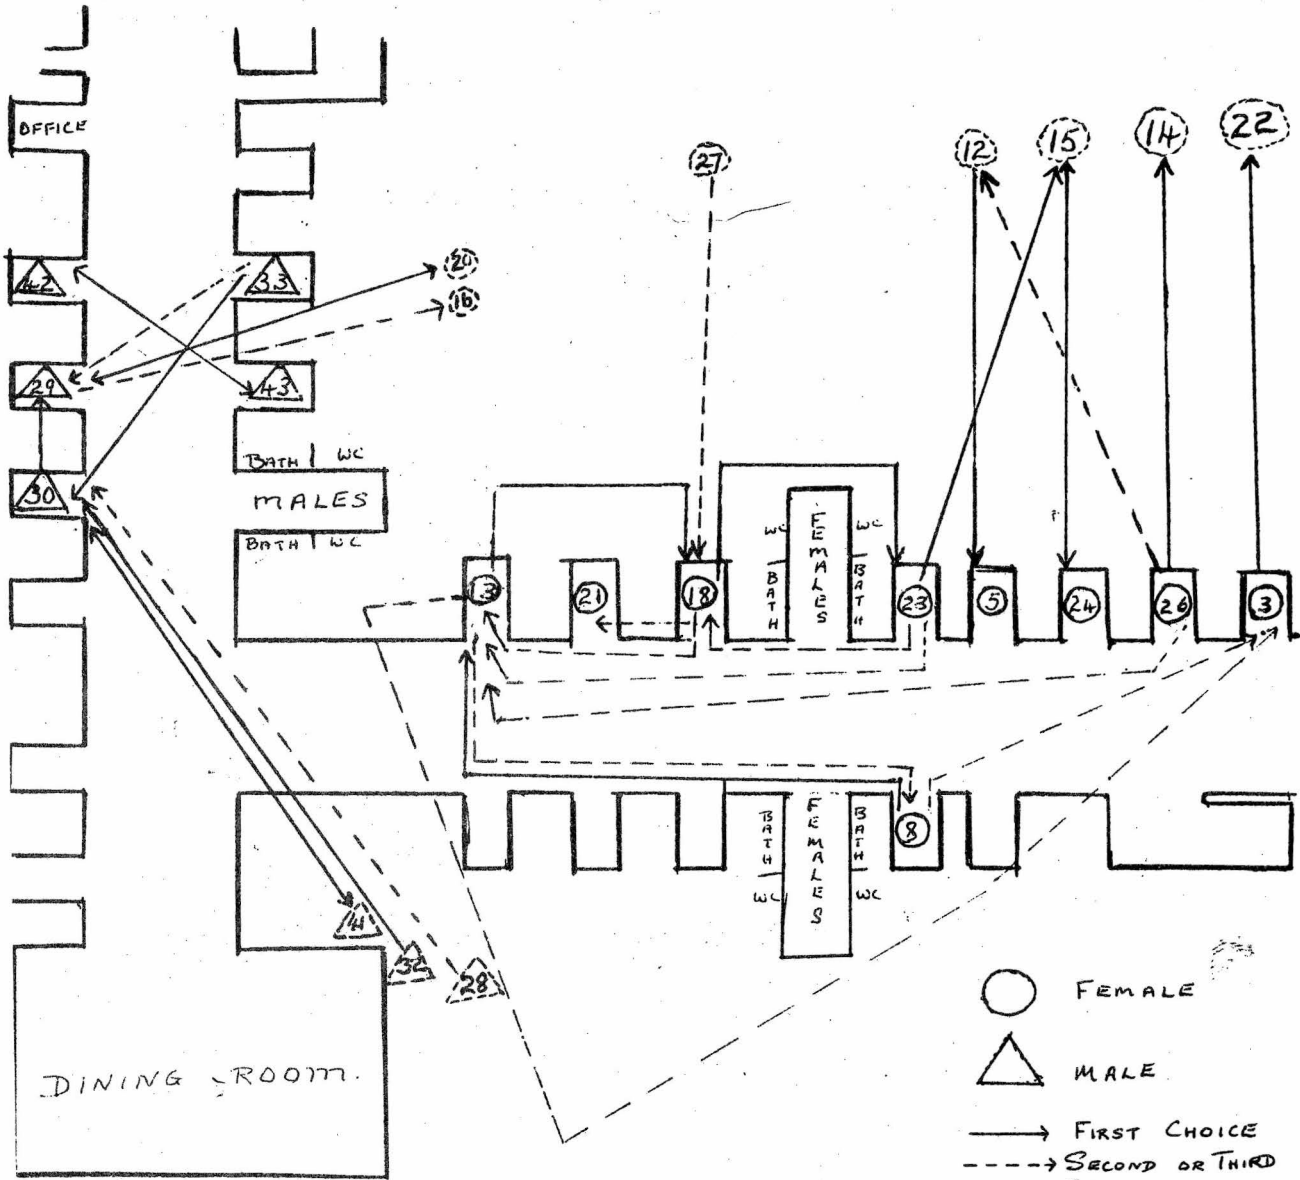 OFFICE
27
12
15
14
22
42
33
20
16
29
43
BATH WC
30
MALES
BATH WC
WC
FEMALES
WC
BATH
BATH
13
21
18
23
5
24
26
3
BATH
FEMALES
BATH
8
WC
WC
41
32
28
FEMALE
MALE
DINING ROOM.
FIRST CHOICE
SECOND OR THIRD